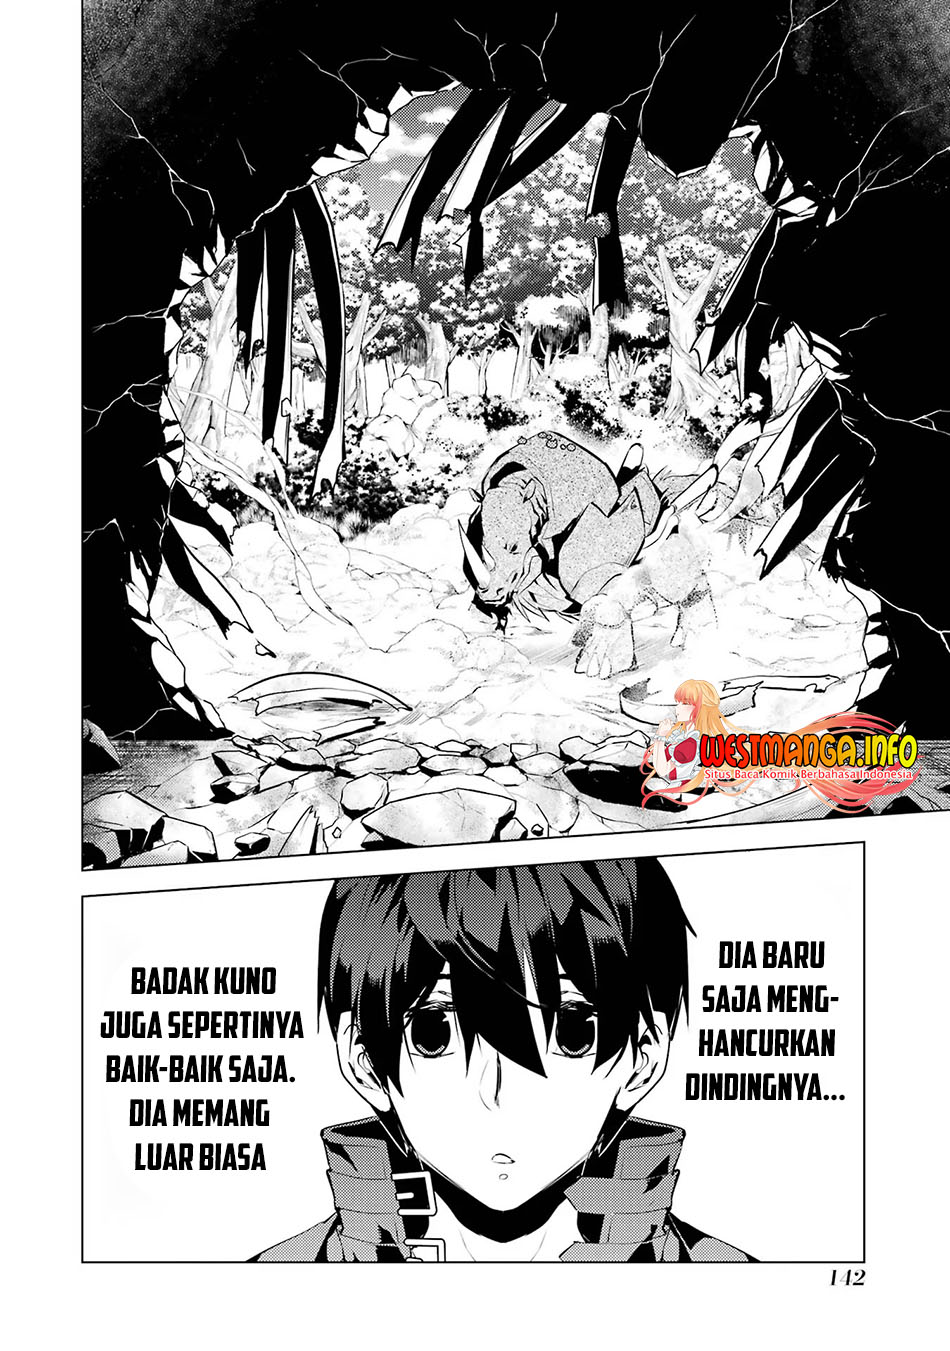 WESTMANGA.INFO
Situs Baca Komik Berbahasa Indonesia
DIA BARU
SAJA MENG-
HANCURKAN
DINDINGNYA...
BADAK KUNO
JUGA SEPERTINYA
BAIK-BAIK SAJA.
DIA MEMANG
LUAR BIASA
142